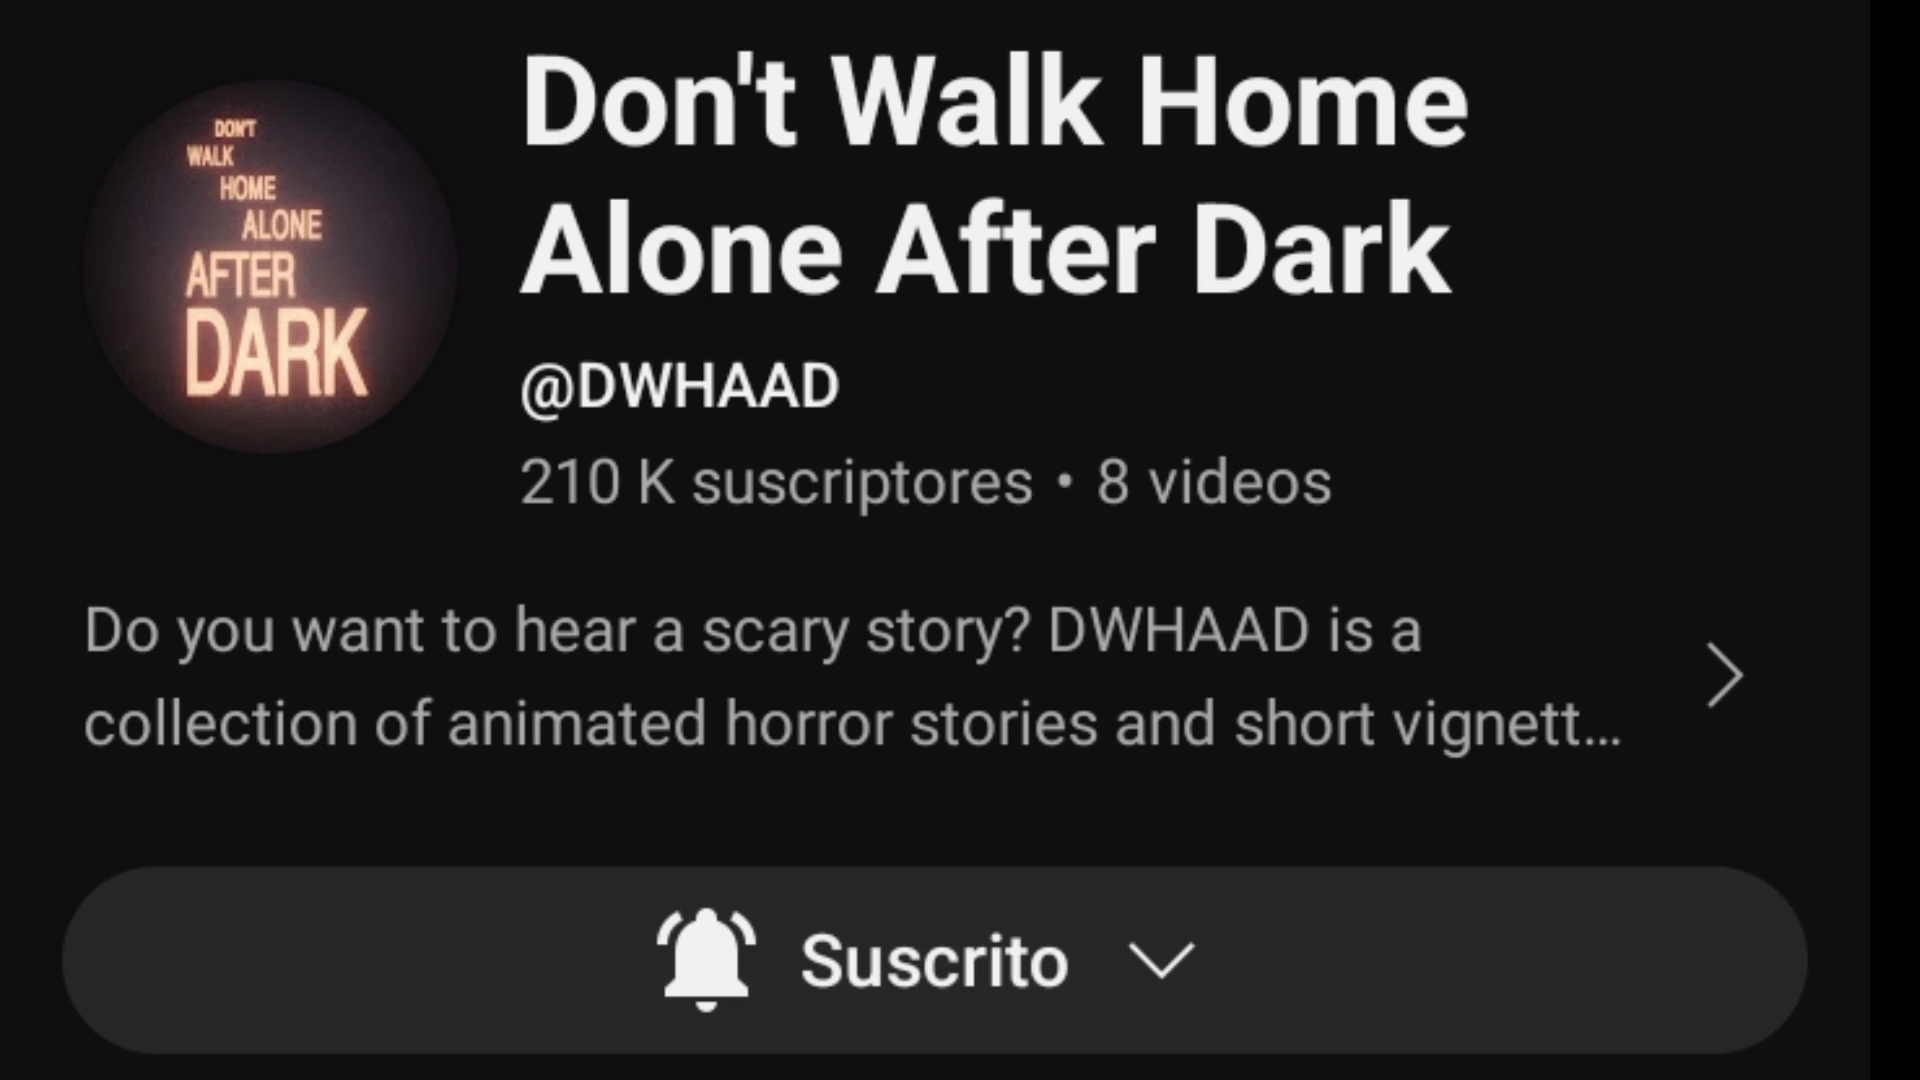 DON'T
WALK
HOME
ALONE
AFTER
DARK
Don't Walk Home
Alone After Dark
@DWHAAD
210 K suscriptores • 8 videos
Do you want to hear a scary story? DWHAAD is a
collection of animated horror stories and short vignett...
Suscrito